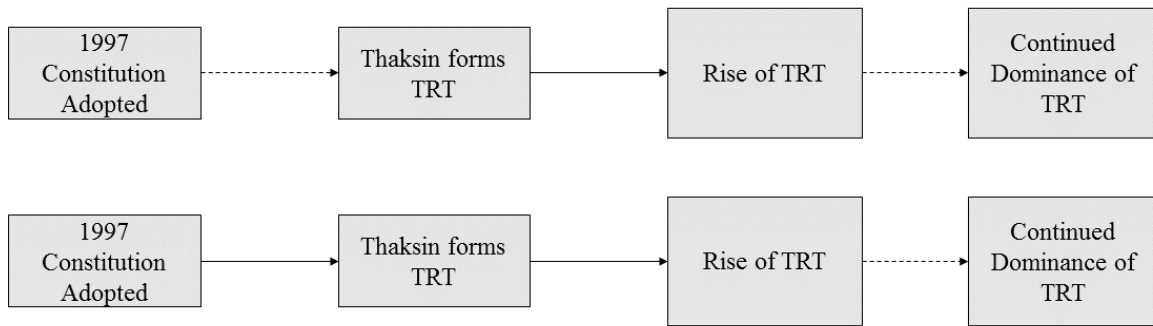 1997
Constitution
Adopted
Thaksin forms
TRT
Rise of TRT
Continued
Dominance of
TRT
1997
Constitution
Adopted
Thaksin forms
TRT
Rise of TRT
Continued
Dominance of
TRT